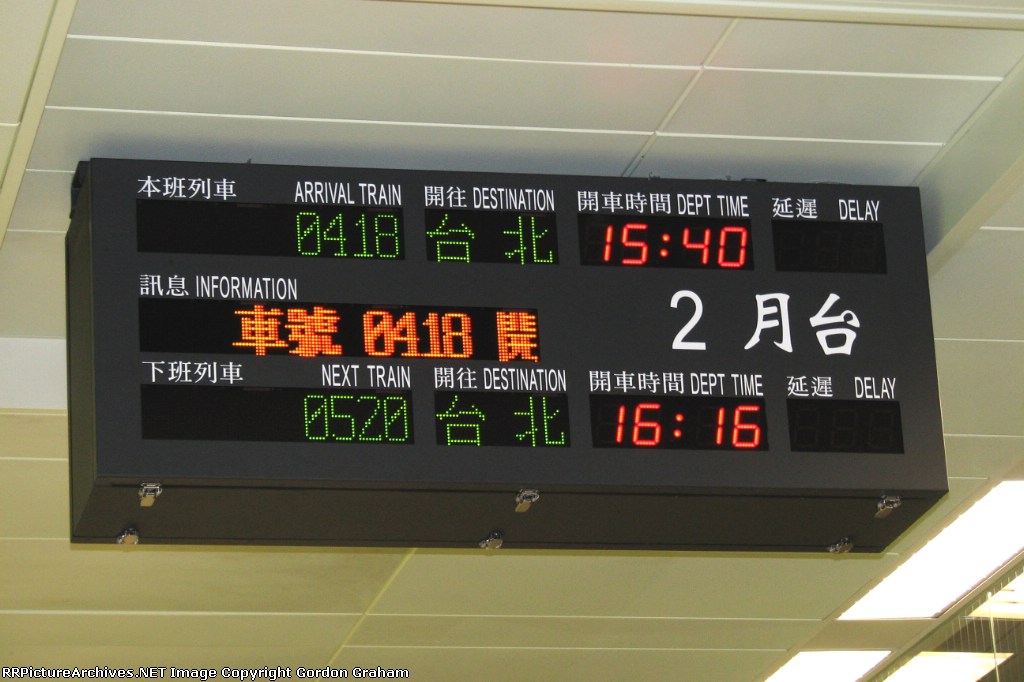 本班列車 ARRIVAL TRAIN 開往 DESTINATION 開車時間 DEPT TIME 延遲 DELAY
0418 台北 15:40
訊息 INFORMATION
車號 0418 開
2月台
下班列車 NEXT TRAIN 開往 DESTINATION 開車時間 DEPT TIME 延遲 DELAY
0520 台北 16:16
RRPictureArchives.NET Image Copyright Gordon Graham